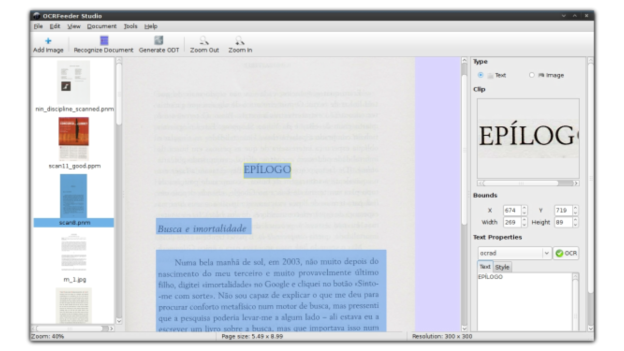 OCRFeeder Studio
File Edit View Document Tools Help
Add Image Recognize Document Generate ODT Zoom Out Zoom In
nin_discipline_scanned.pnm
scan11_good.ppm
scan6.pnm
m_1.jpg
EPÍLOGO
Busca e imortalidade
Numa bela manhã de sol, em 2003, não muito depois do
nascimento do meu terceiro e muito provavelmente último
filho, digitei «imortalidade» no Google e cliquei no botão «Sinto-
-me com sorte». Não sou capaz de explicar o que me deu para
procurar conforto metafísico num motor de busca, mas pressenti
que a pesquisa poderia levar-me a algum lado – ali estava eu a
escrever um livro sobre a busca, mas que importava isso num
Type
Text Image
Clip
EPÍLOG
Bounds
X 674 Y 719
Width 269 Height 89
Text Properties
ocrad OCR
Text Style
EPILOGO
Zoom: 40% Page size: 5.49 x 8.99 Resolution: 300 x 300